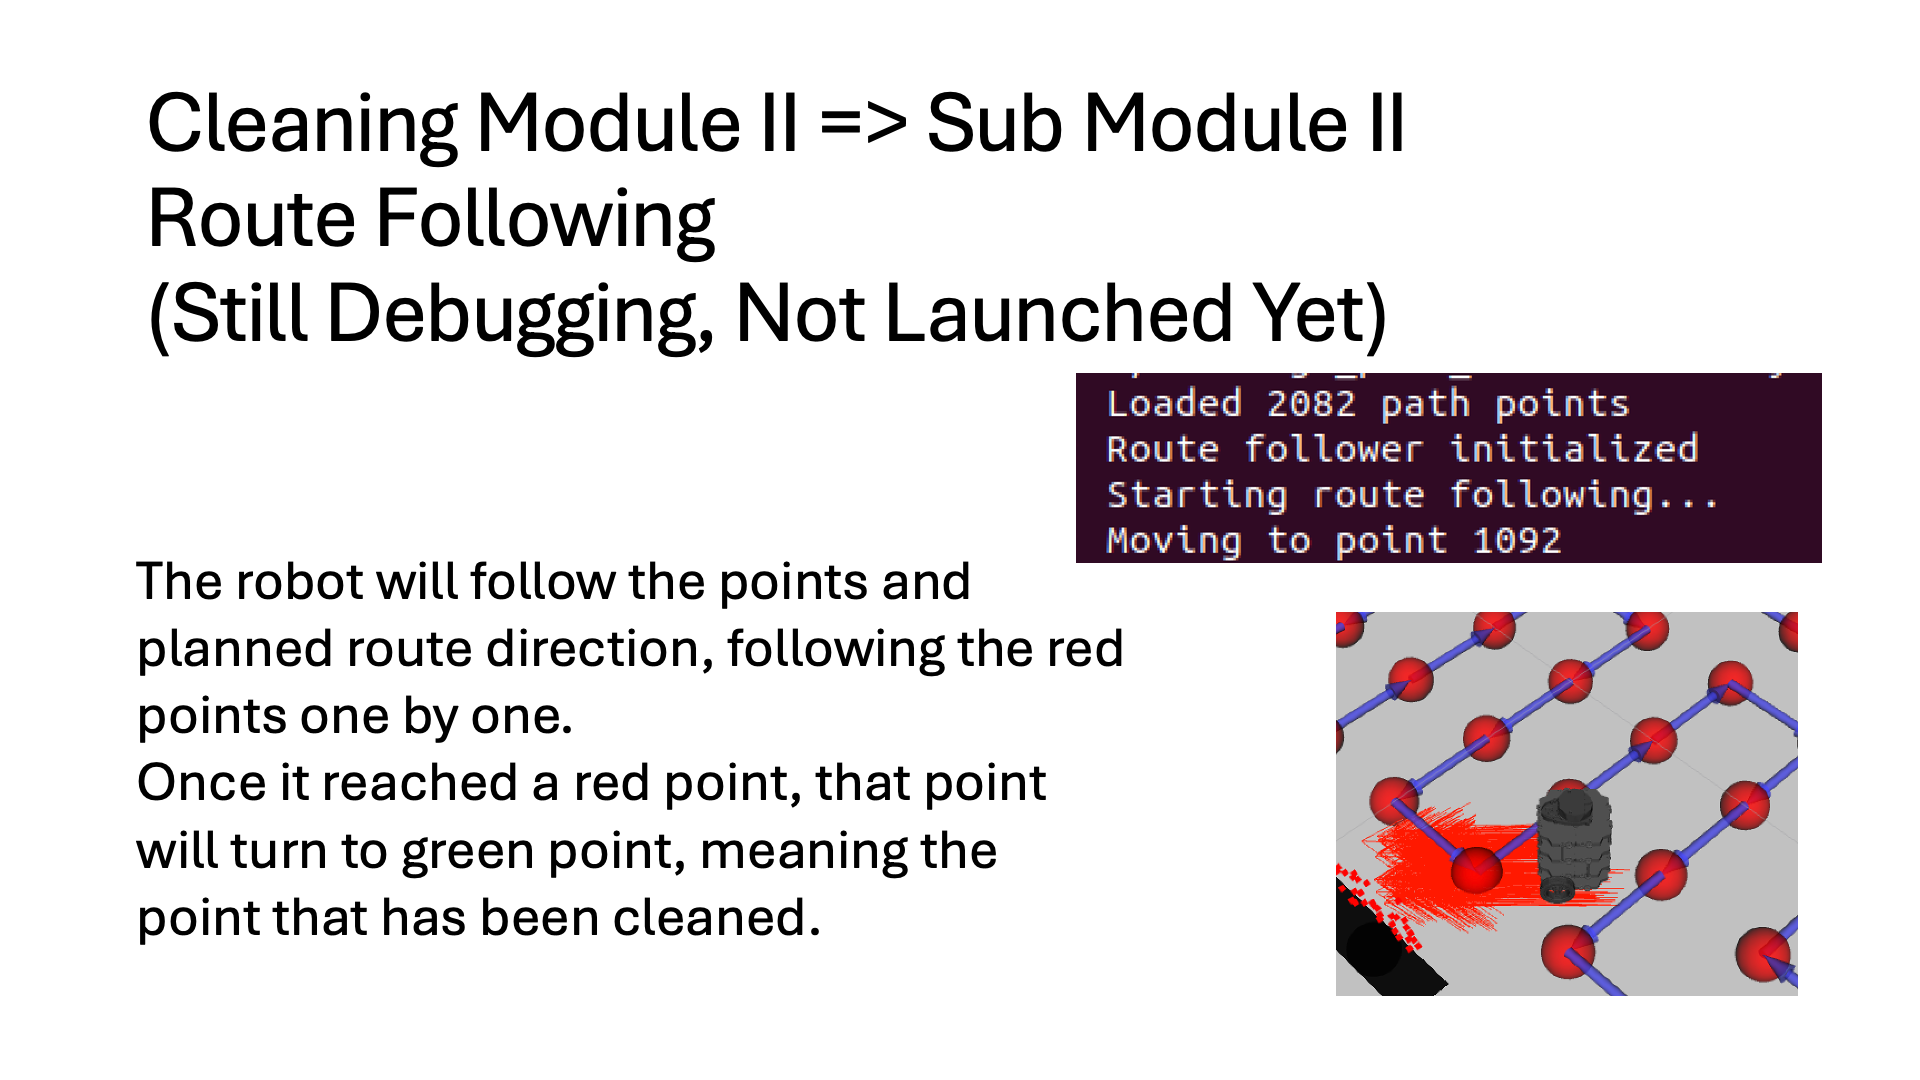 Cleaning Module II => Sub Module II
Route Following
(Still Debugging, Not Launched Yet)
Loaded 2082 path points
Route follower initialized
Starting route following...
Moving to point 1092
The robot will follow the points and
planned route direction, following the red
points one by one.
Once it reached a red point, that point
will turn to green point, meaning the
point that has been cleaned.